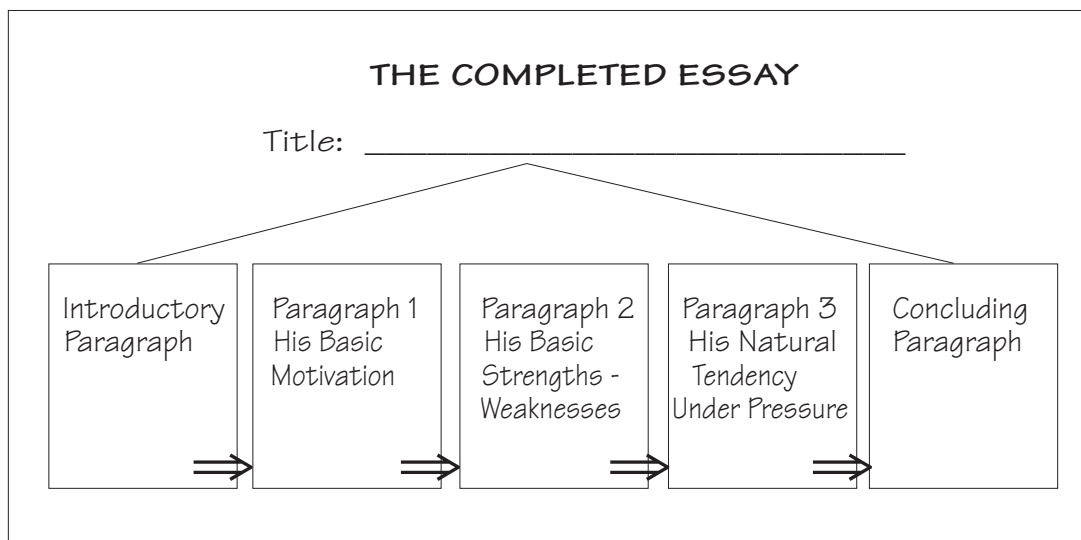 THE COMPLETED ESSAY
Title: ____________________________
Introductory
Paragraph
Paragraph 1
His Basic
Motivation
Paragraph 2
His Basic
Strengths -
Weaknesses
Paragraph 3
His Natural
Tendency
Under Pressure
Concluding
Paragraph